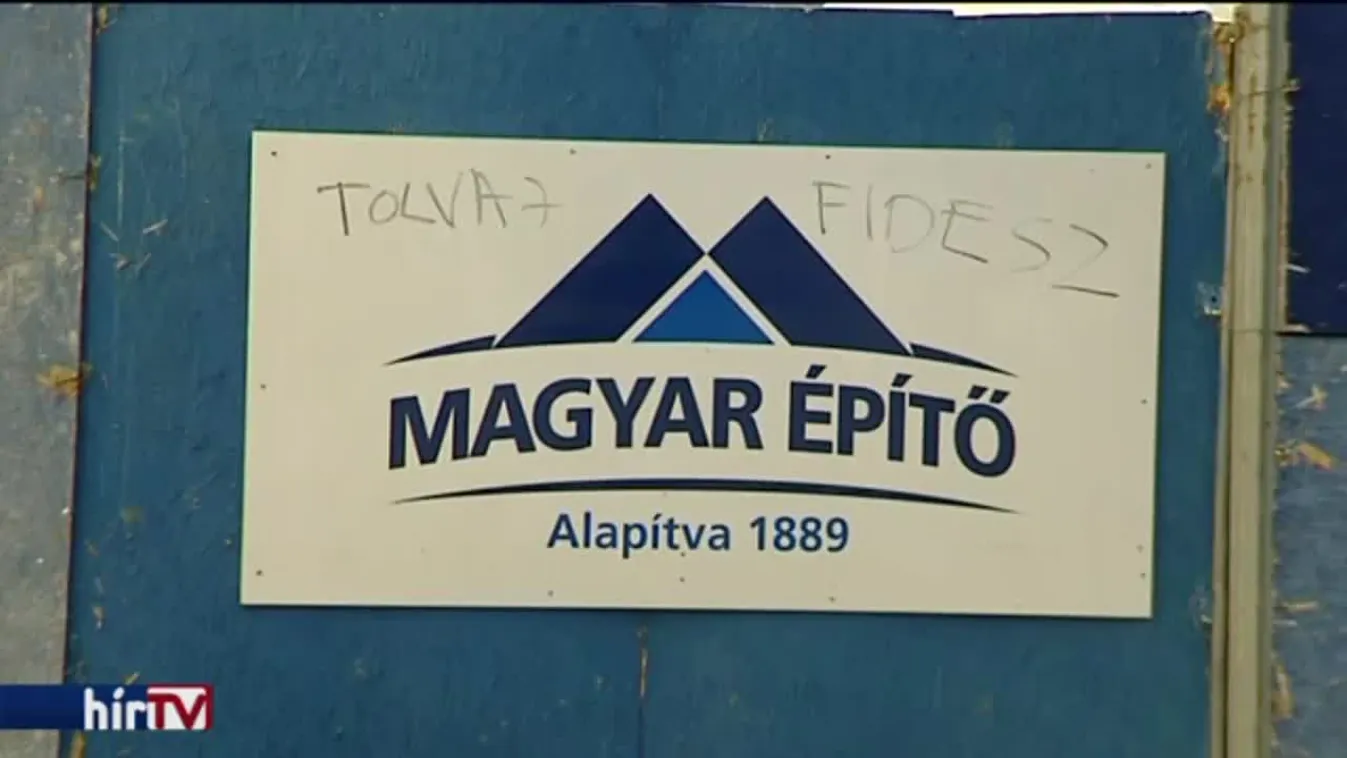 TOLVAJ FIDESZ
MAGYAR ÉPÍTŐ
Alapítva 1889
hírTV